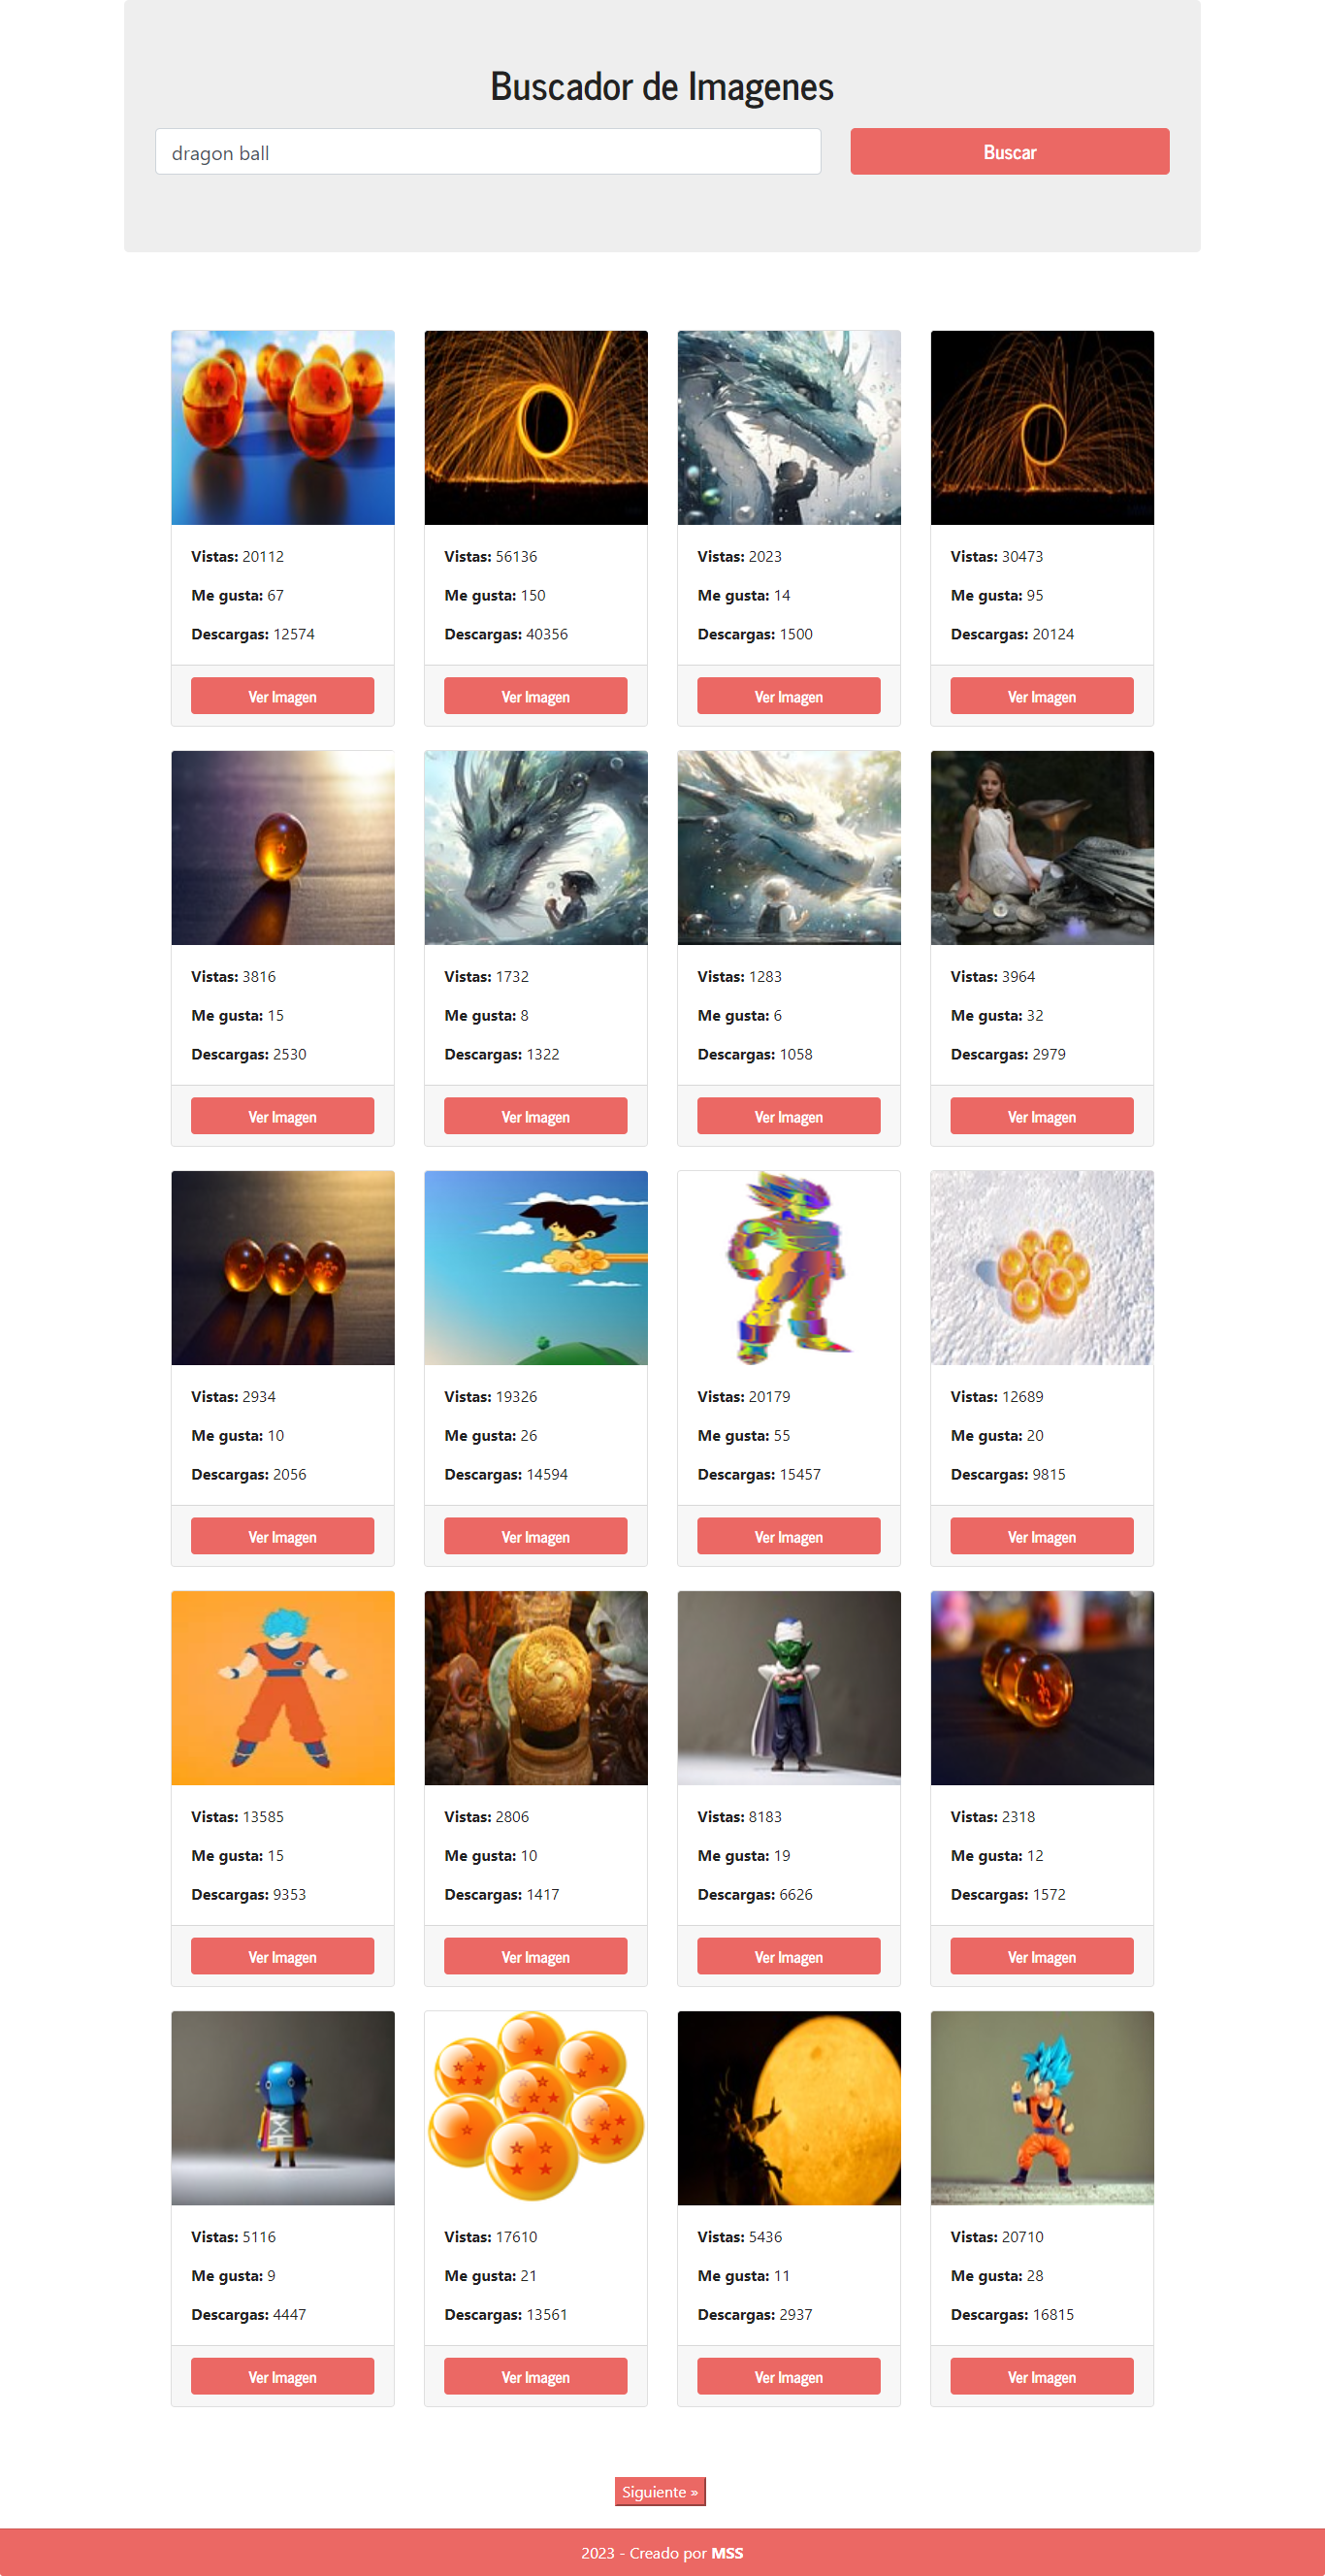 Buscador de Imagenes
dragon ball
Buscar
Vistas: 20112
Me gusta: 67
Descargas: 12574
Ver Imagen
Vistas: 56136
Me gusta: 150
Descargas: 40356
Ver Imagen
Vistas: 2023
Me gusta: 14
Descargas: 1500
Ver Imagen
Vistas: 30473
Me gusta: 95
Descargas: 20124
Ver Imagen
Vistas: 3816
Me gusta: 15
Descargas: 2530
Ver Imagen
Vistas: 1732
Me gusta: 8
Descargas: 1322
Ver Imagen
Vistas: 1283
Me gusta: 6
Descargas: 1058
Ver Imagen
Vistas: 3964
Me gusta: 32
Descargas: 2979
Ver Imagen
Vistas: 2934
Me gusta: 10
Descargas: 2056
Ver Imagen
Vistas: 19326
Me gusta: 26
Descargas: 14594
Ver Imagen
Vistas: 20179
Me gusta: 55
Descargas: 15457
Ver Imagen
Vistas: 12689
Me gusta: 20
Descargas: 9815
Ver Imagen
Vistas: 13585
Me gusta: 15
Descargas: 9353
Ver Imagen
Vistas: 2806
Me gusta: 10
Descargas: 1417
Ver Imagen
Vistas: 8183
Me gusta: 19
Descargas: 6626
Ver Imagen
Vistas: 2318
Me gusta: 12
Descargas: 1572
Ver Imagen
Vistas: 5116
Me gusta: 9
Descargas: 4447
Ver Imagen
Vistas: 17610
Me gusta: 21
Descargas: 13561
Ver Imagen
Vistas: 5436
Me gusta: 11
Descargas: 2937
Ver Imagen
Vistas: 20710
Me gusta: 28
Descargas: 16815
Ver Imagen
Siguiente »
2023 - Creado por MSS